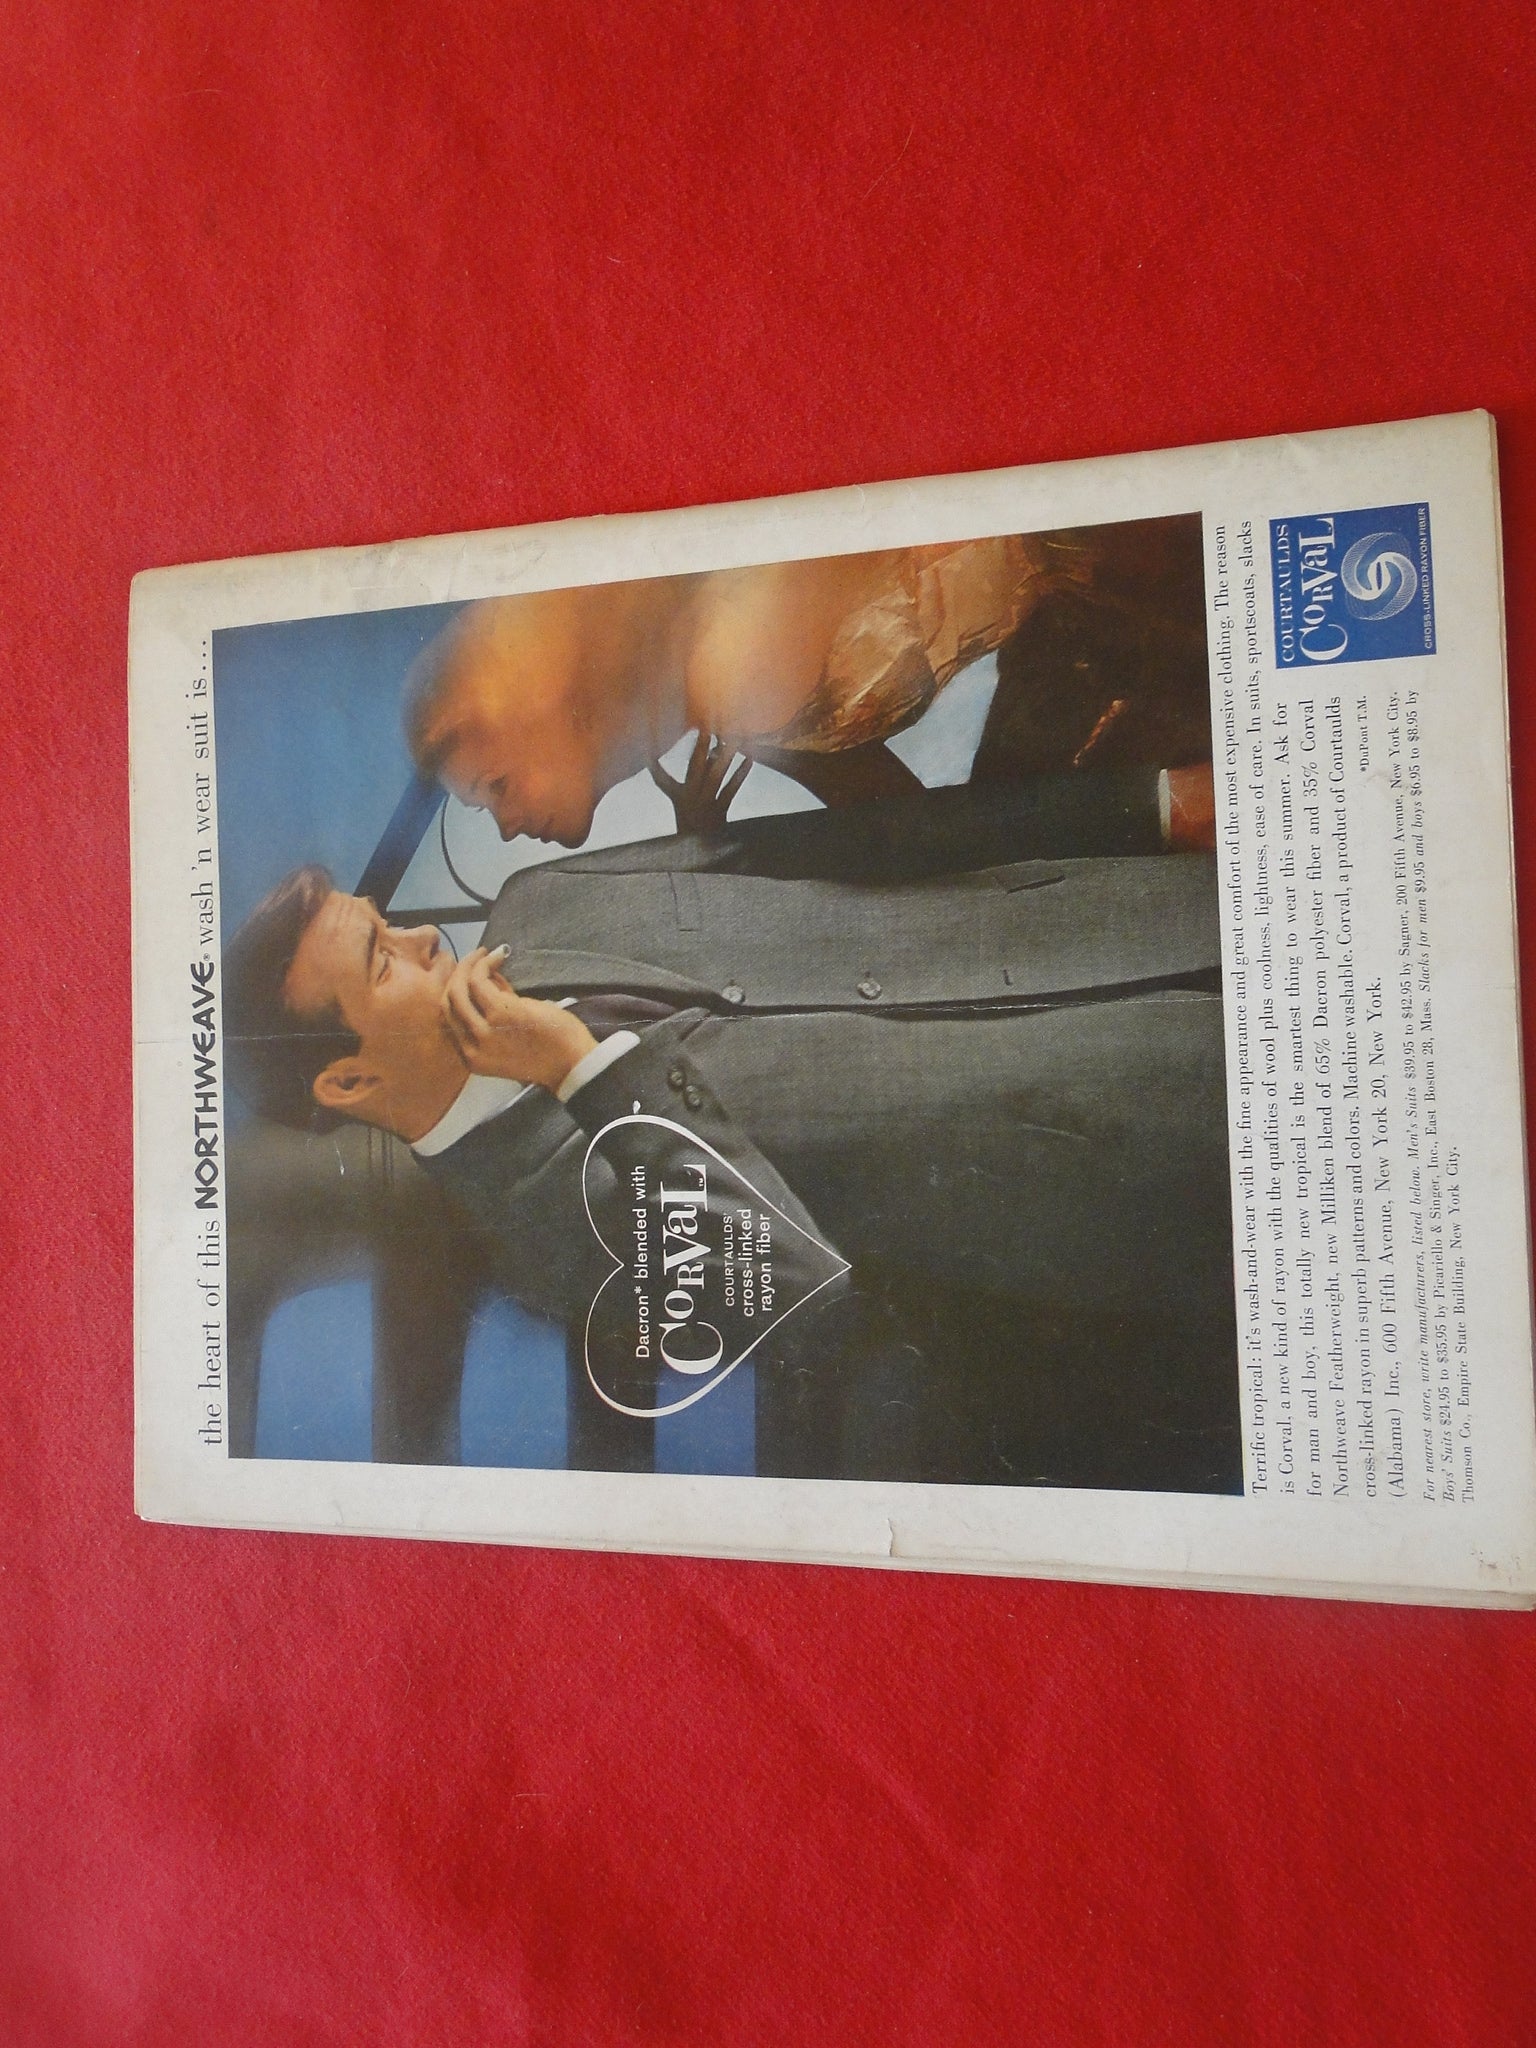 the heart of this NORTHWEAVE® wash 'n wear suit is...
Dacron* blended with
CORVAL™
COURTAULDS'
cross-linked
rayon fiber
Terrific tropical: it's wash-and-wear with the fine appearance and great comfort of the most expensive clothing. The reason
is Corval, a new kind of rayon with the qualities of wool plus coolness, lightness, ease of care. In suits, sportscoats, slacks
for man and boy, this totally new tropical is the smartest thing to wear this summer. Ask for
Northweave Featherweight, new Milliken blend of 65% Dacron polyester fiber and 35% Corval
cross-linked rayon in superb patterns and colors. Machine washable. Corval, a product of Courtaulds
(Alabama) Inc., 600 Fifth Avenue, New York 20, New York.
*DuPont T.M.
For nearest store, write manufacturers, listed below. Men's Suits $39.95 to $42.95 by Sagner, 200 Fifth Avenue, New York City.
Boys' Suits $24.95 to $35.95 by Picariello & Singer, Inc., East Boston 28, Mass. Slacks for men $9.95 and boys $6.95 to $8.95 by
Thomson Co., Empire State Building, New York City.
COURTAULDS
CORVAL
CROSS-LINKED RAYON FIBER